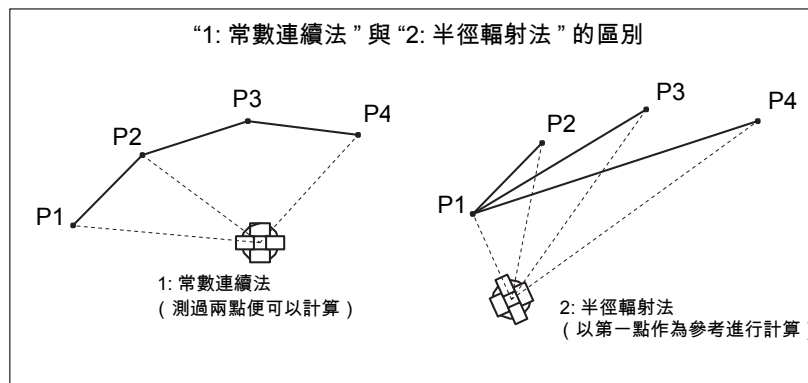 “1: 常數連續法 ” 與 “2: 半徑輻射法 ” 的區別
P3
P4
P2
P1
P3
P4
P2
P1
1: 常數連續法
( 測過兩點便可以計算 )
2: 半徑輻射法
( 以第一點作為參考進行計算 )